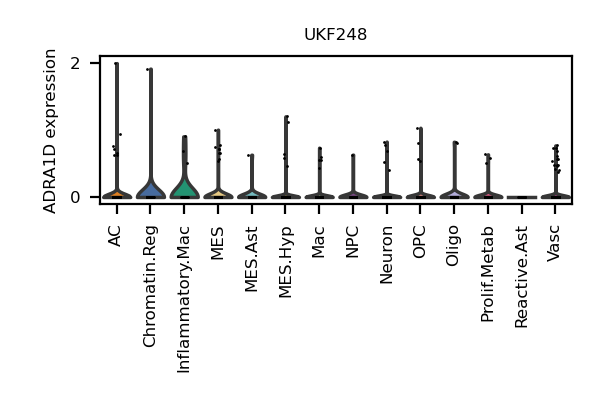 UKF248
ADRA1D expression
2
0
AC
Chromatin.Reg
Inflammatory.Mac
MES
MES.Ast
MES.Hyp
Mac
NPC
Neuron
OPC
Oligo
Prolif.Metab
Reactive.Ast
Vasc